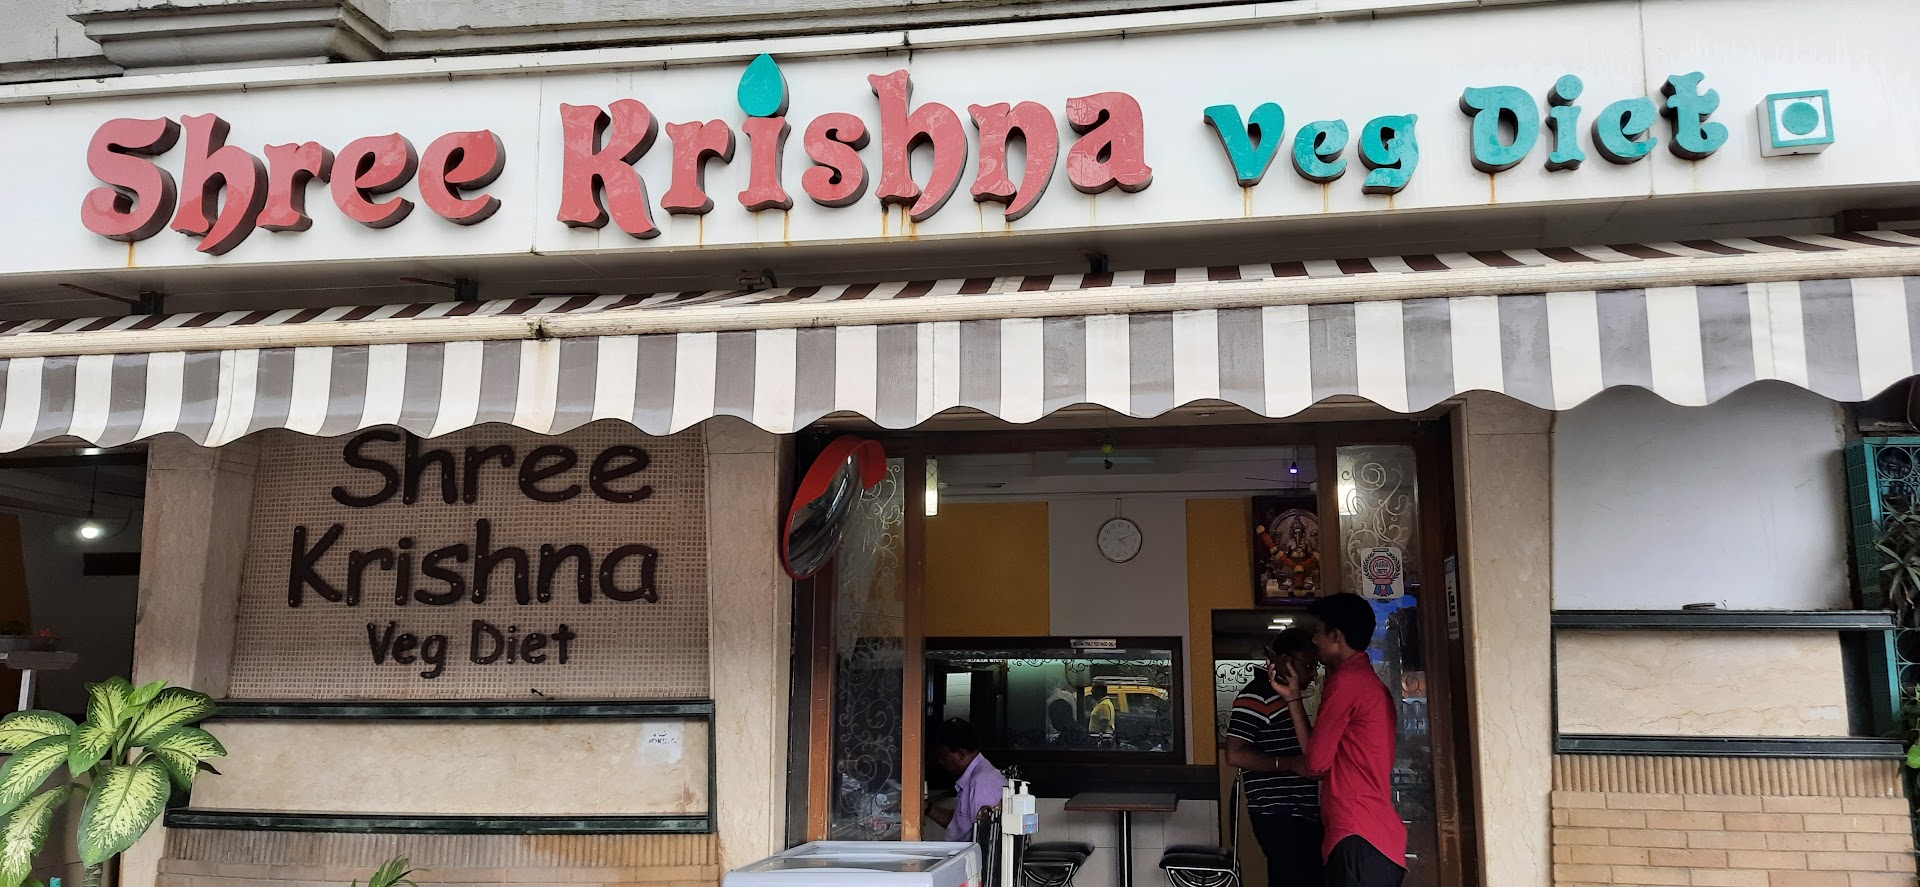 Shree Krishna Veg Diet
Shree
Krishna
Veg Diet